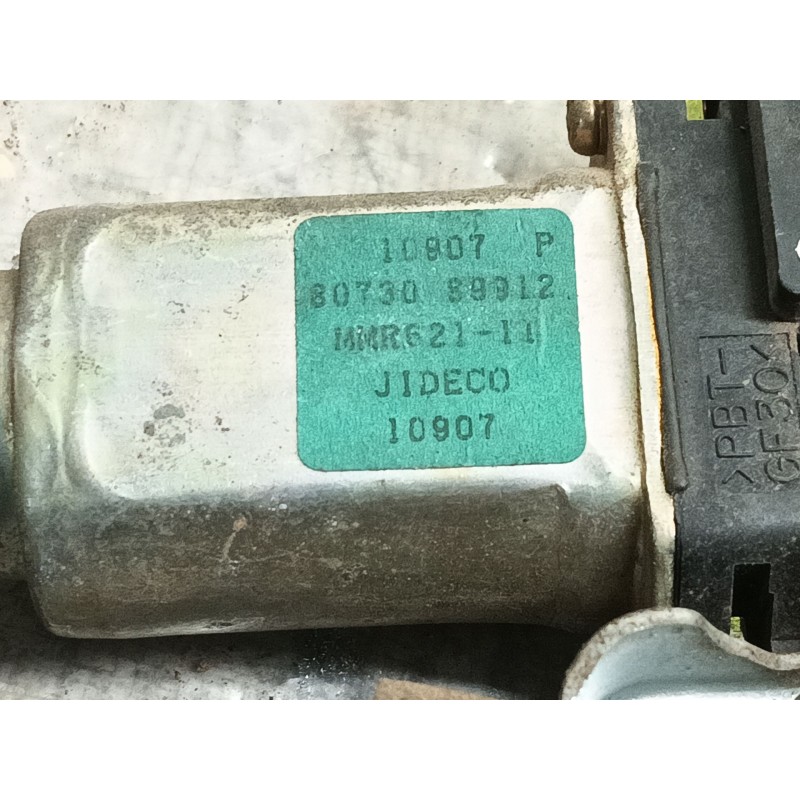 10907 P
80730 89912
MMR621-11
JIDECO
10907
>PBT-
GF30<